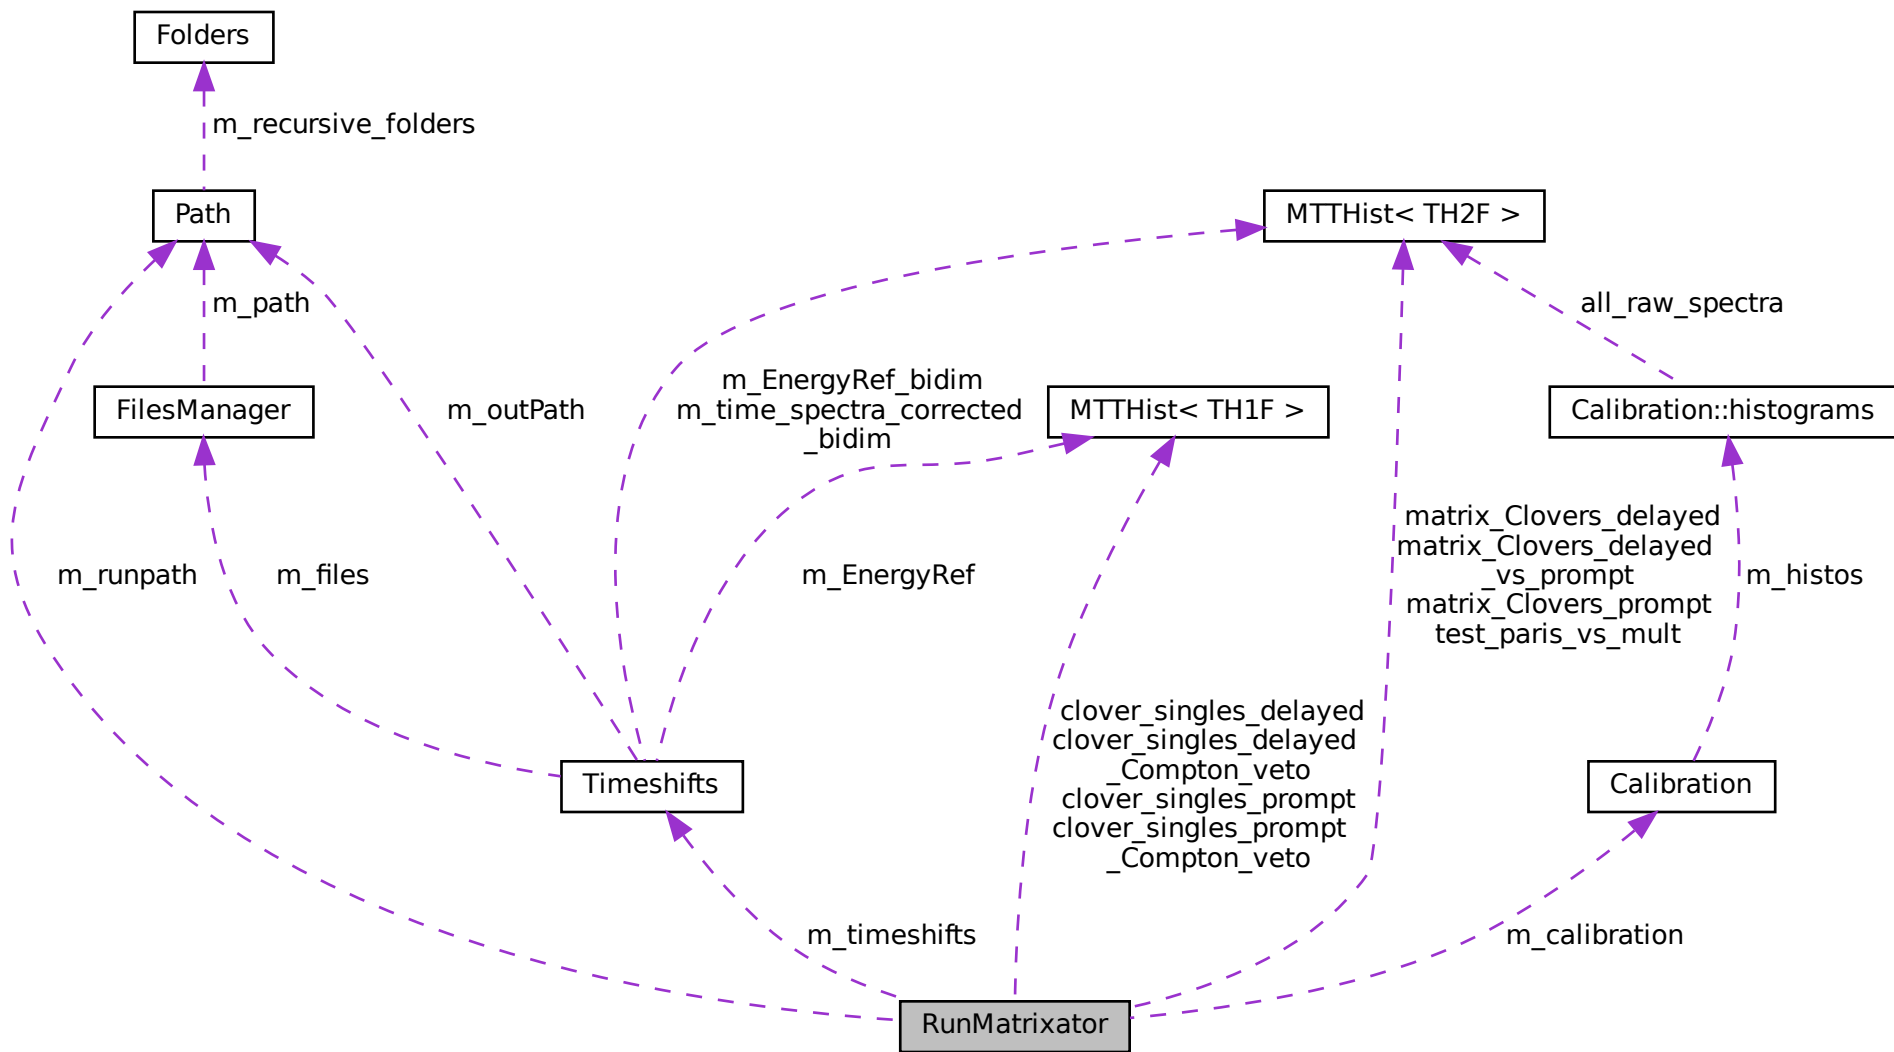 Folders
m_recursive_folders
Path
MTTHist< TH2F >
m_path
all_raw_spectra
m_EnergyRef_bidim
m_time_spectra_corrected
_bidim
FilesManager
m_outPath
MTTHist< TH1F >
Calibration::histograms
matrix_Clovers_delayed
matrix_Clovers_delayed
_vs_prompt
matrix_Clovers_prompt
test_paris_vs_mult
m_runpath
m_files
m_EnergyRef
m_histos
clover_singles_delayed
clover_singles_delayed
_Compton_veto
clover_singles_prompt
clover_singles_prompt
_Compton_veto
Timeshifts
Calibration
m_timeshifts
m_calibration
RunMatrixator